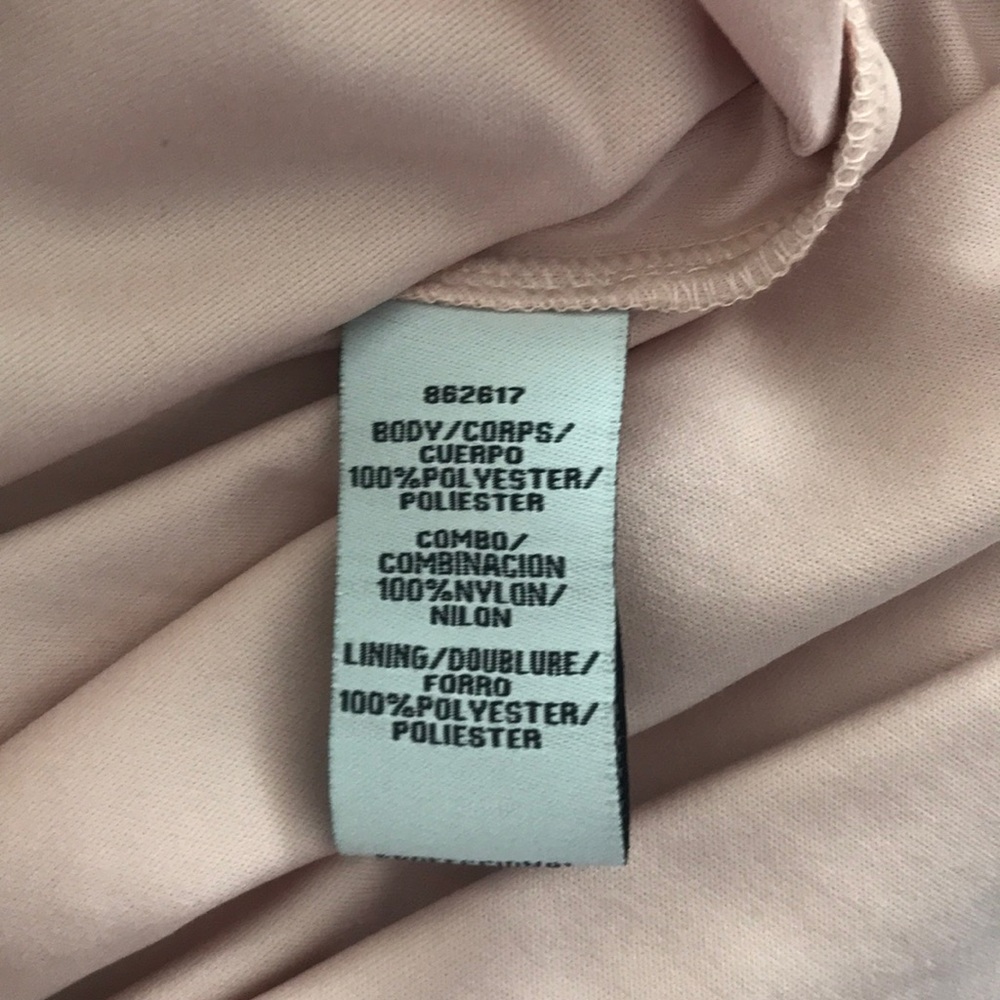 862617
BODY/CORPS/
CUERPO
100%POLYESTER/
POLIESTER
COMBO/
COMBINACION
100%NYLON/
NILON
LINING/DOUBLURE/
FORRO
100%POLYESTER/
POLIESTER